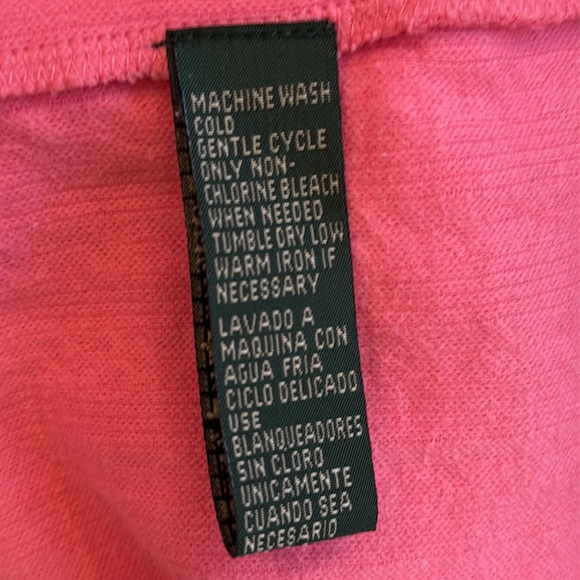 MACHINE WASH
COLD
GENTLE CYCLE
ONLY NON-
CHLORINE BLEACH
WHEN NEEDED
TUMBLE DRY LOW
WARM IRON IF
NECESSARY
LAVADO A
MAQUINA CON
AGUA FRIA
CICLO DELICADO
USE
BLANQUEADORES
SIN CLORO
UNICAMENTE
CUANDO SEA
NECESARIO